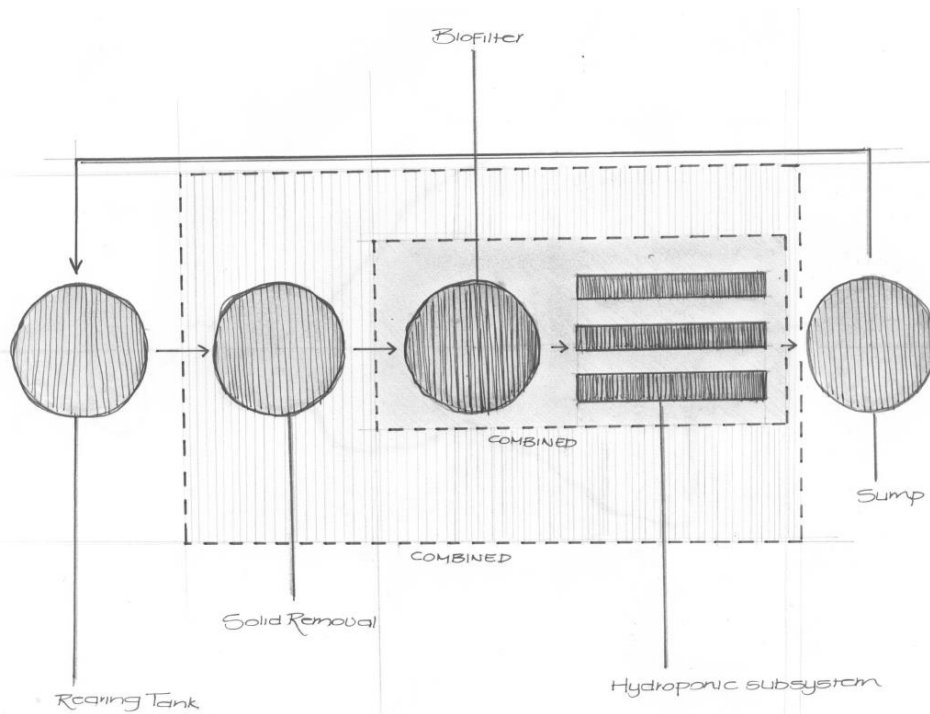 Biofilter
COMBINED
Sump
COMBINED
Solid Removal
Hydroponic subsystem
Rearing Tank